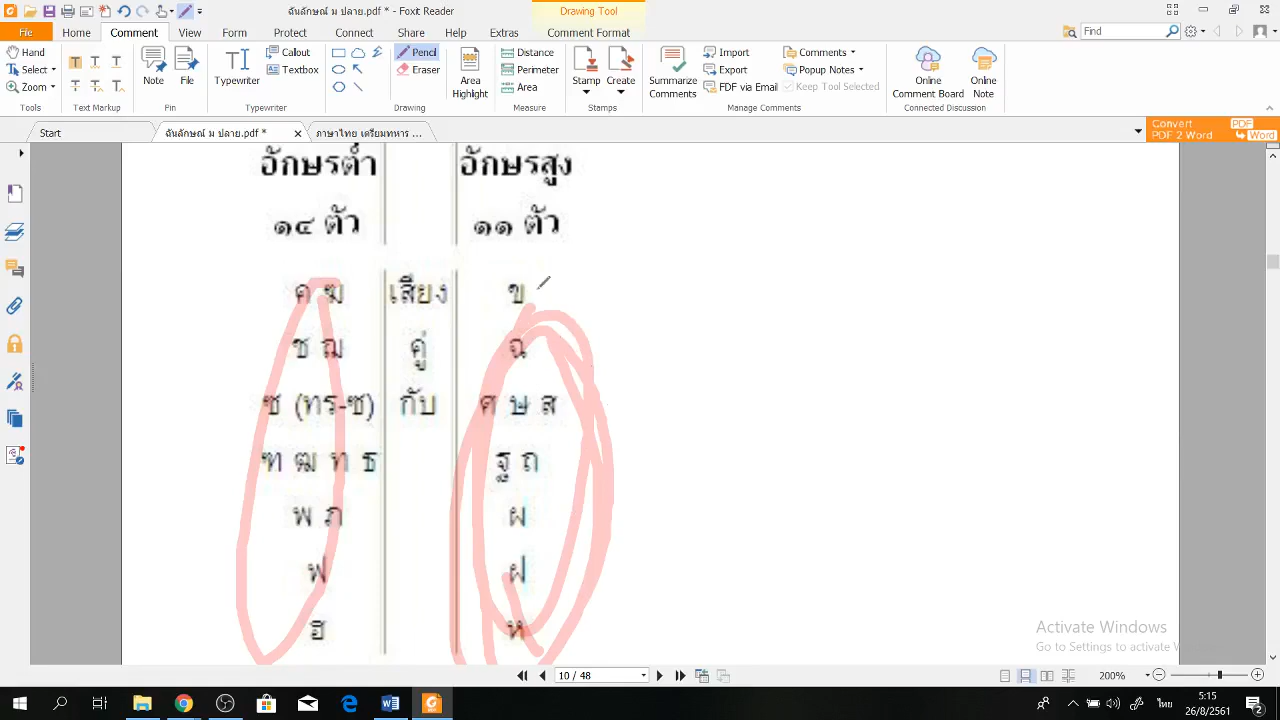 ฉันลักษณ์ ม ปลาย.pdf * - Foxit Reader
Drawing Tool
File Home Comment View Form Protect Connect Share Help Extras Comment Format Find
Hand Select Zoom Tools
Text Markup
Note File Pin
Typewriter Callout Textbox Typewriter
Pencil Eraser Drawing
Area Highlight Distance Perimeter Area Measure
Stamp Create Stamps
Summarize Comments Import Export FDF via Email Comments Popup Notes Keep Tool Selected Manage Comments
Online Comment Board Online Note Connected Discussion
Start ฉันลักษณ์ ม ปลาย.pdf * ภาษาไทย เตรียมทหาร ... Convert PDF 2 Word PDF Word
อักษรต่ำ อักษรสูง
๑๔ ตัว ๑๑ ตัว
ค ฆ เสียง ข
ช ฌ คู่ ฉ
ซ (ทร-ซ) กับ ศ ษ ส
ฑ ฒ ท ธ ฐ ถ
พ ภ ผ
ฟ ฝ
ฮ ห
Activate Windows
Go to Settings to activate W
10 / 48 200%
5:15
ไทย
26/8/2561
2